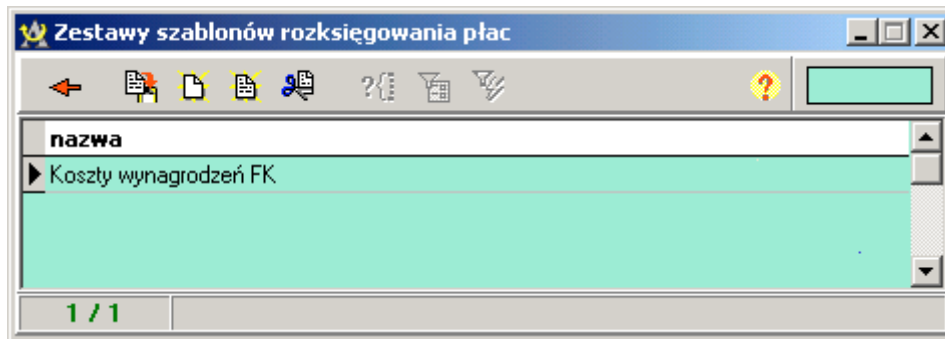 Zestawy szablonów rozksięgowania płac
?{
?
nazwa
Koszty wynagrodzeń FK
1 / 1